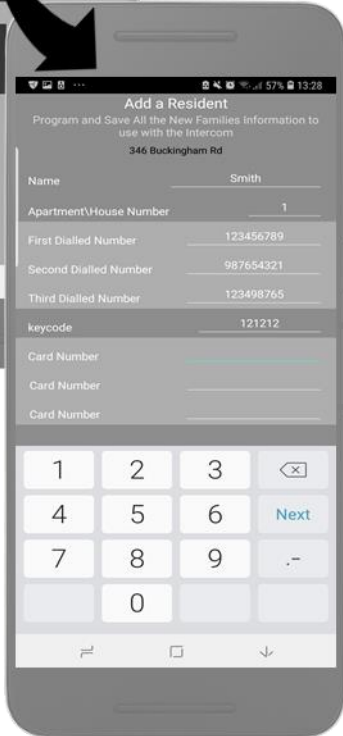 57% 13:28
Add a Resident
Program and Save All the New Families Information to
use with the Intercom
346 Buckingham Rd
Name Smith
Apartment\House Number 1
First Dialled Number 123456789
Second Dialled Number 987654321
Third Dialled Number 123498765
keycode 121212
Card Number
Card Number
Card Number
1 2 3
4 5 6 Next
7 8 9 .-
0